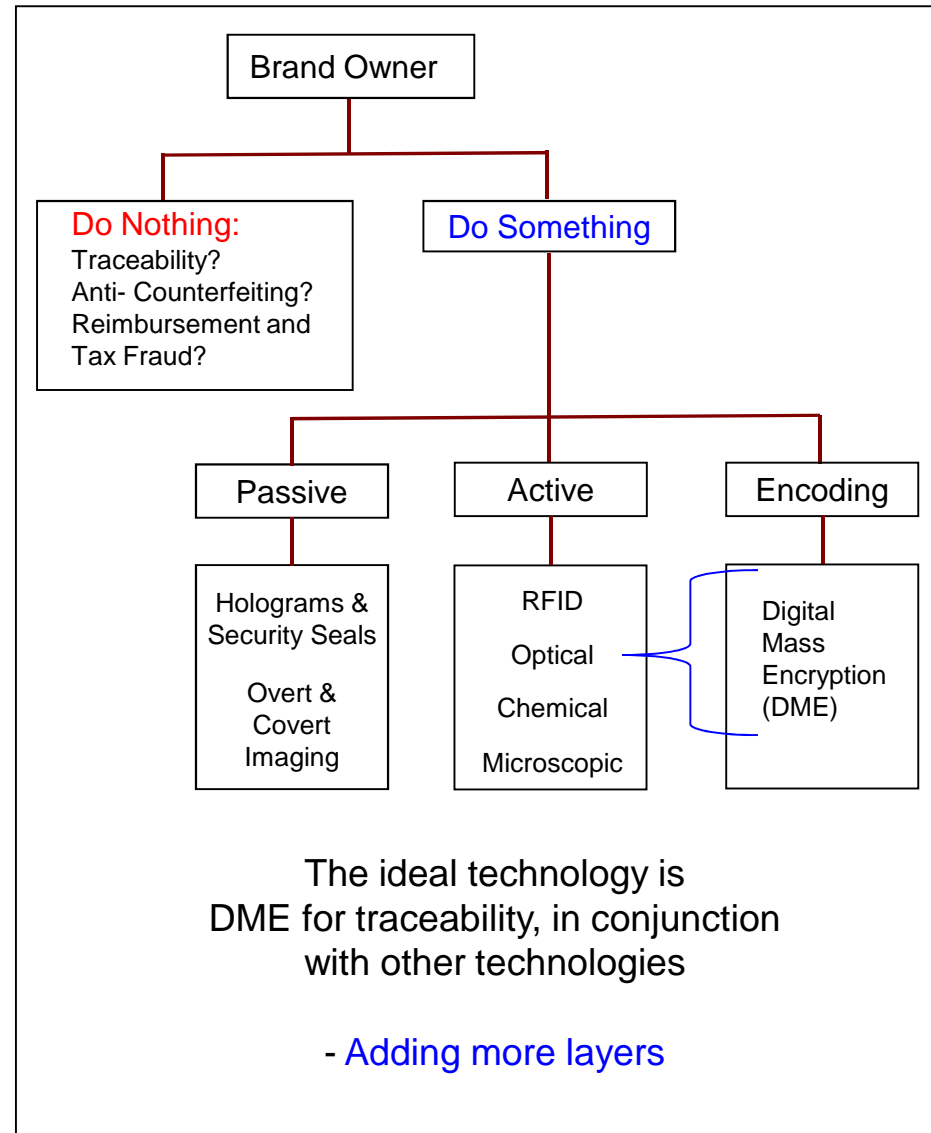 Brand Owner
Do Nothing:
Traceability?
Anti- Counterfeiting?
Reimbursement and
Tax Fraud?
Do Something
Passive
Active
Encoding
Holograms &
Security Seals
Overt &
Covert
Imaging
RFID
Optical
Chemical
Microscopic
Digital
Mass
Encryption
(DME)
The ideal technology is
DME for traceability, in conjunction
with other technologies
- Adding more layers